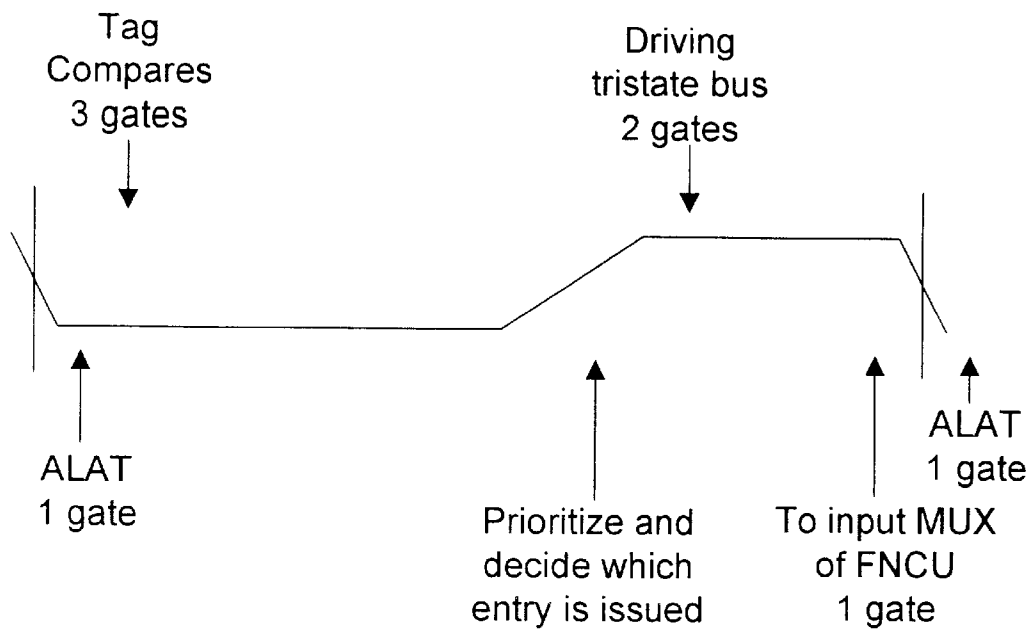 Tag
Compares
3 gates
Driving
tristate bus
2 gates
ALAT
1 gate
Prioritize and
decide which
entry is issued
To input MUX
of FNCU
1 gate
ALAT
1 gate